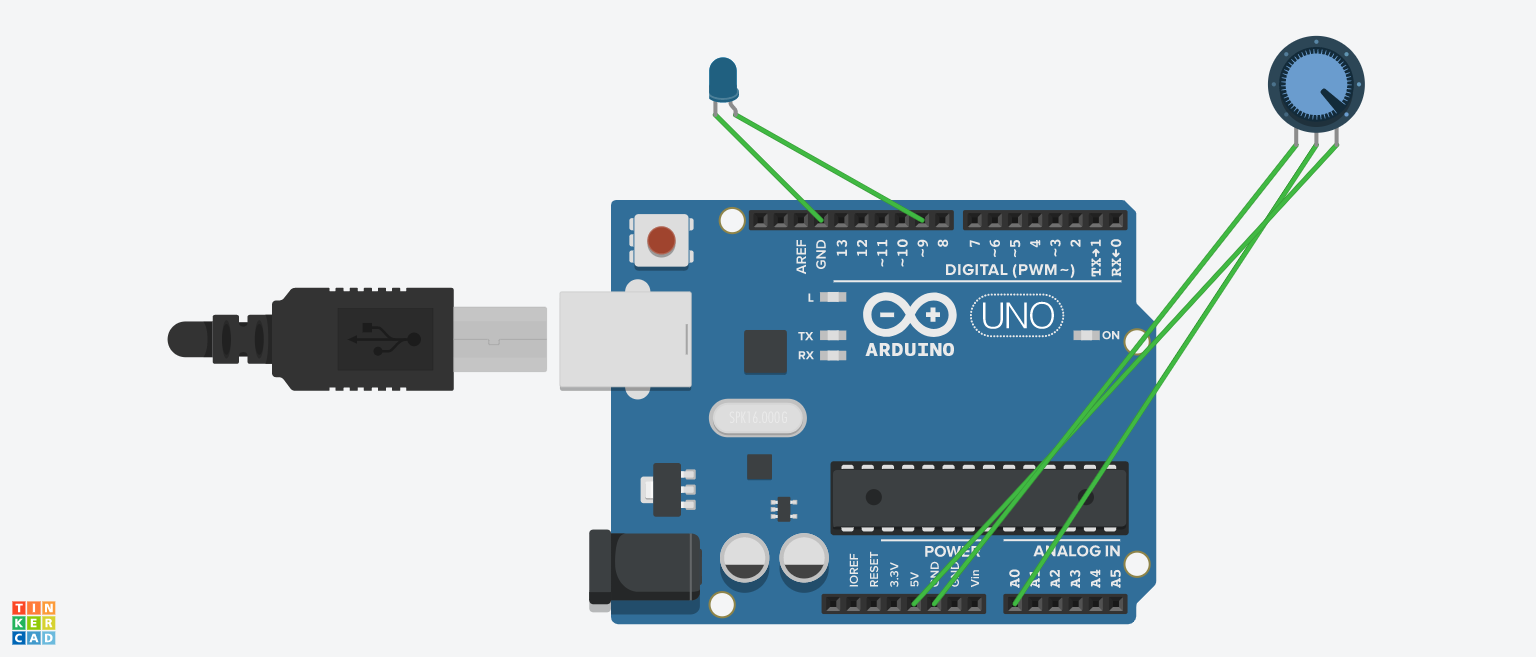 AREF
GND
13
12
~11
~10
~9
8
7
~6
~5
4
~3
2
TX→1
RX←0
DIGITAL (PWM~)
L
TX
RX
ARDUINO
UNO
ON
SPK16.000G
POWER
ANALOG IN
IOREF
RESET
3.3V
5V
GND
GND
Vin
A0
A1
A2
A3
A4
A5
TIN
KER
CAD